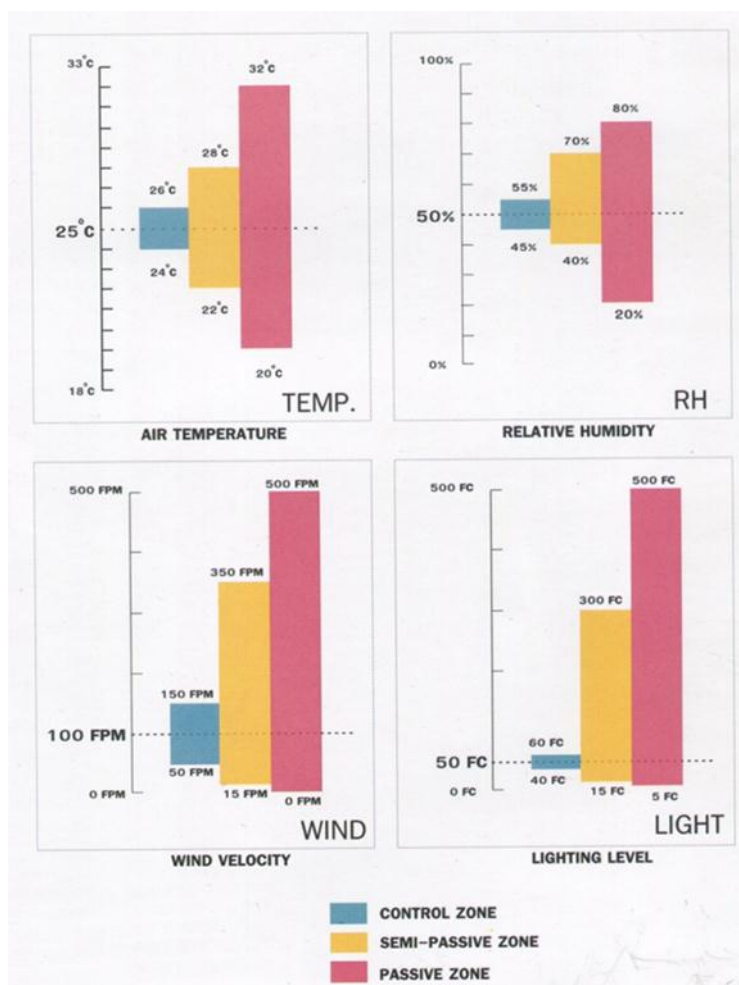 33°C
32°C
28°C
26°C
25°C
24°C
22°C
20°C
18°C
TEMP.
AIR TEMPERATURE
100%
80%
70%
55%
50%
45%
40%
20%
0%
RH
RELATIVE HUMIDITY
500 FPM
500 FPM
350 FPM
150 FPM
100 FPM
50 FPM
15 FPM
0 FPM
0 FPM
WIND
WIND VELOCITY
500 FC
500 FC
300 FC
60 FC
50 FC
40 FC
15 FC
0 FC
5 FC
LIGHT
LIGHTING LEVEL
CONTROL ZONE
SEMI-PASSIVE ZONE
PASSIVE ZONE